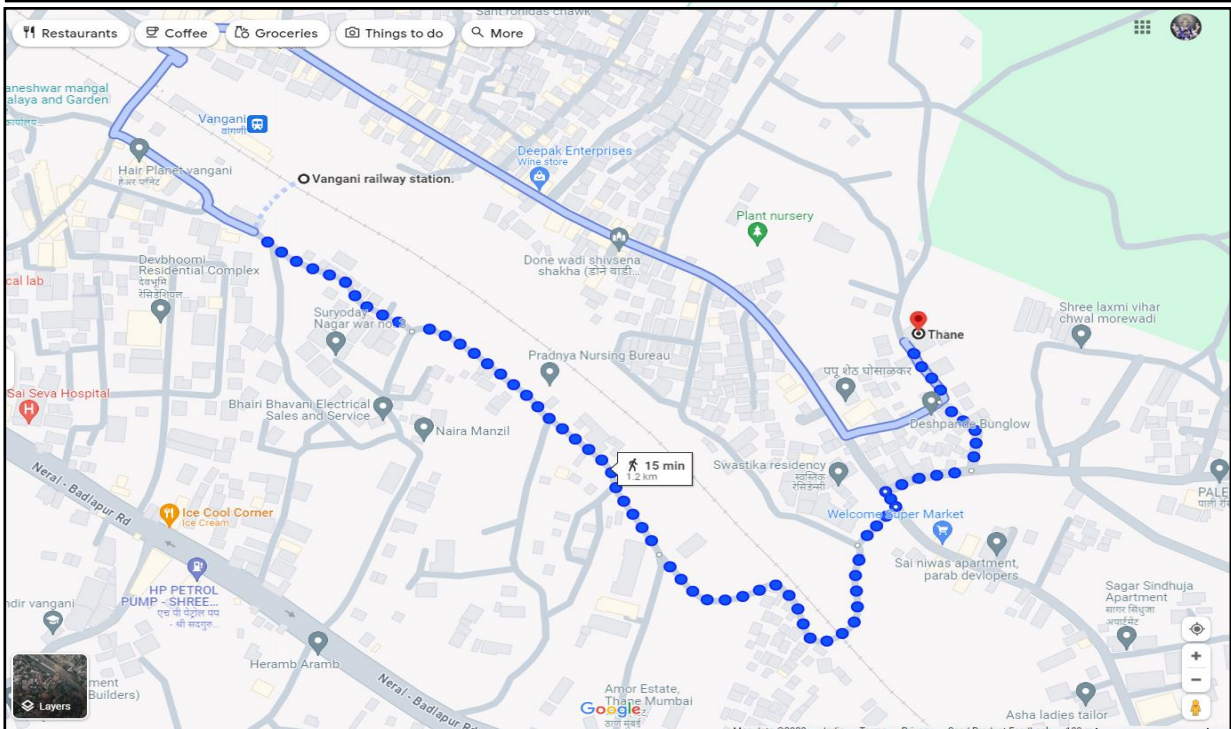 Sant rohidas chawk
Restaurants
Coffee
Groceries
Things to do
More
aneshwar mangal
alaya and Garden
Vangani
वांगणी
Hair Planet vangani
हेअर प्लॅनेट
Vangani railway station.
Deepak Enterprises
Wine store
Plant nursery
Devbhoomi
Residential Complex
देवभूमि
रेसिडेंशियल...
cal lab
Done wadi shivsena
shakha (डोने वाडी...
Suryoday
Nagar war no
Thane
Shree laxmi vihar
chwal morewadi
Pradnya Nursing Bureau
पपू शेठ घोसाळकर
Sai Seva Hospital
Bhairi Bhavani Electrical
Sales and Service
Naira Manzil
Deshpande Bunglow
15 min
1.2 km
Swastika residency
स्वस्तिक
रेसिडेन्सी
Neral - Badlapur Rd
PALE
Ice Cool Corner
Ice Cream
Welcome Super Market
Sai niwas apartment,
parab devlopers
HP PETROL
PUMP - SHREE...
एच पी पेट्रोल पंप
- श्री सदगुरु...
Sagar Sindhuja
Apartment
सागर सिंधुजा
अपार्टमेंट
dir vangani
Heramb Aramb
Amor Estate,
Thane Mumbai
ठाणे मुंबई
ment
Builders)
Layers
Google
Neral - Badlapur Rd
Asha ladies tailor